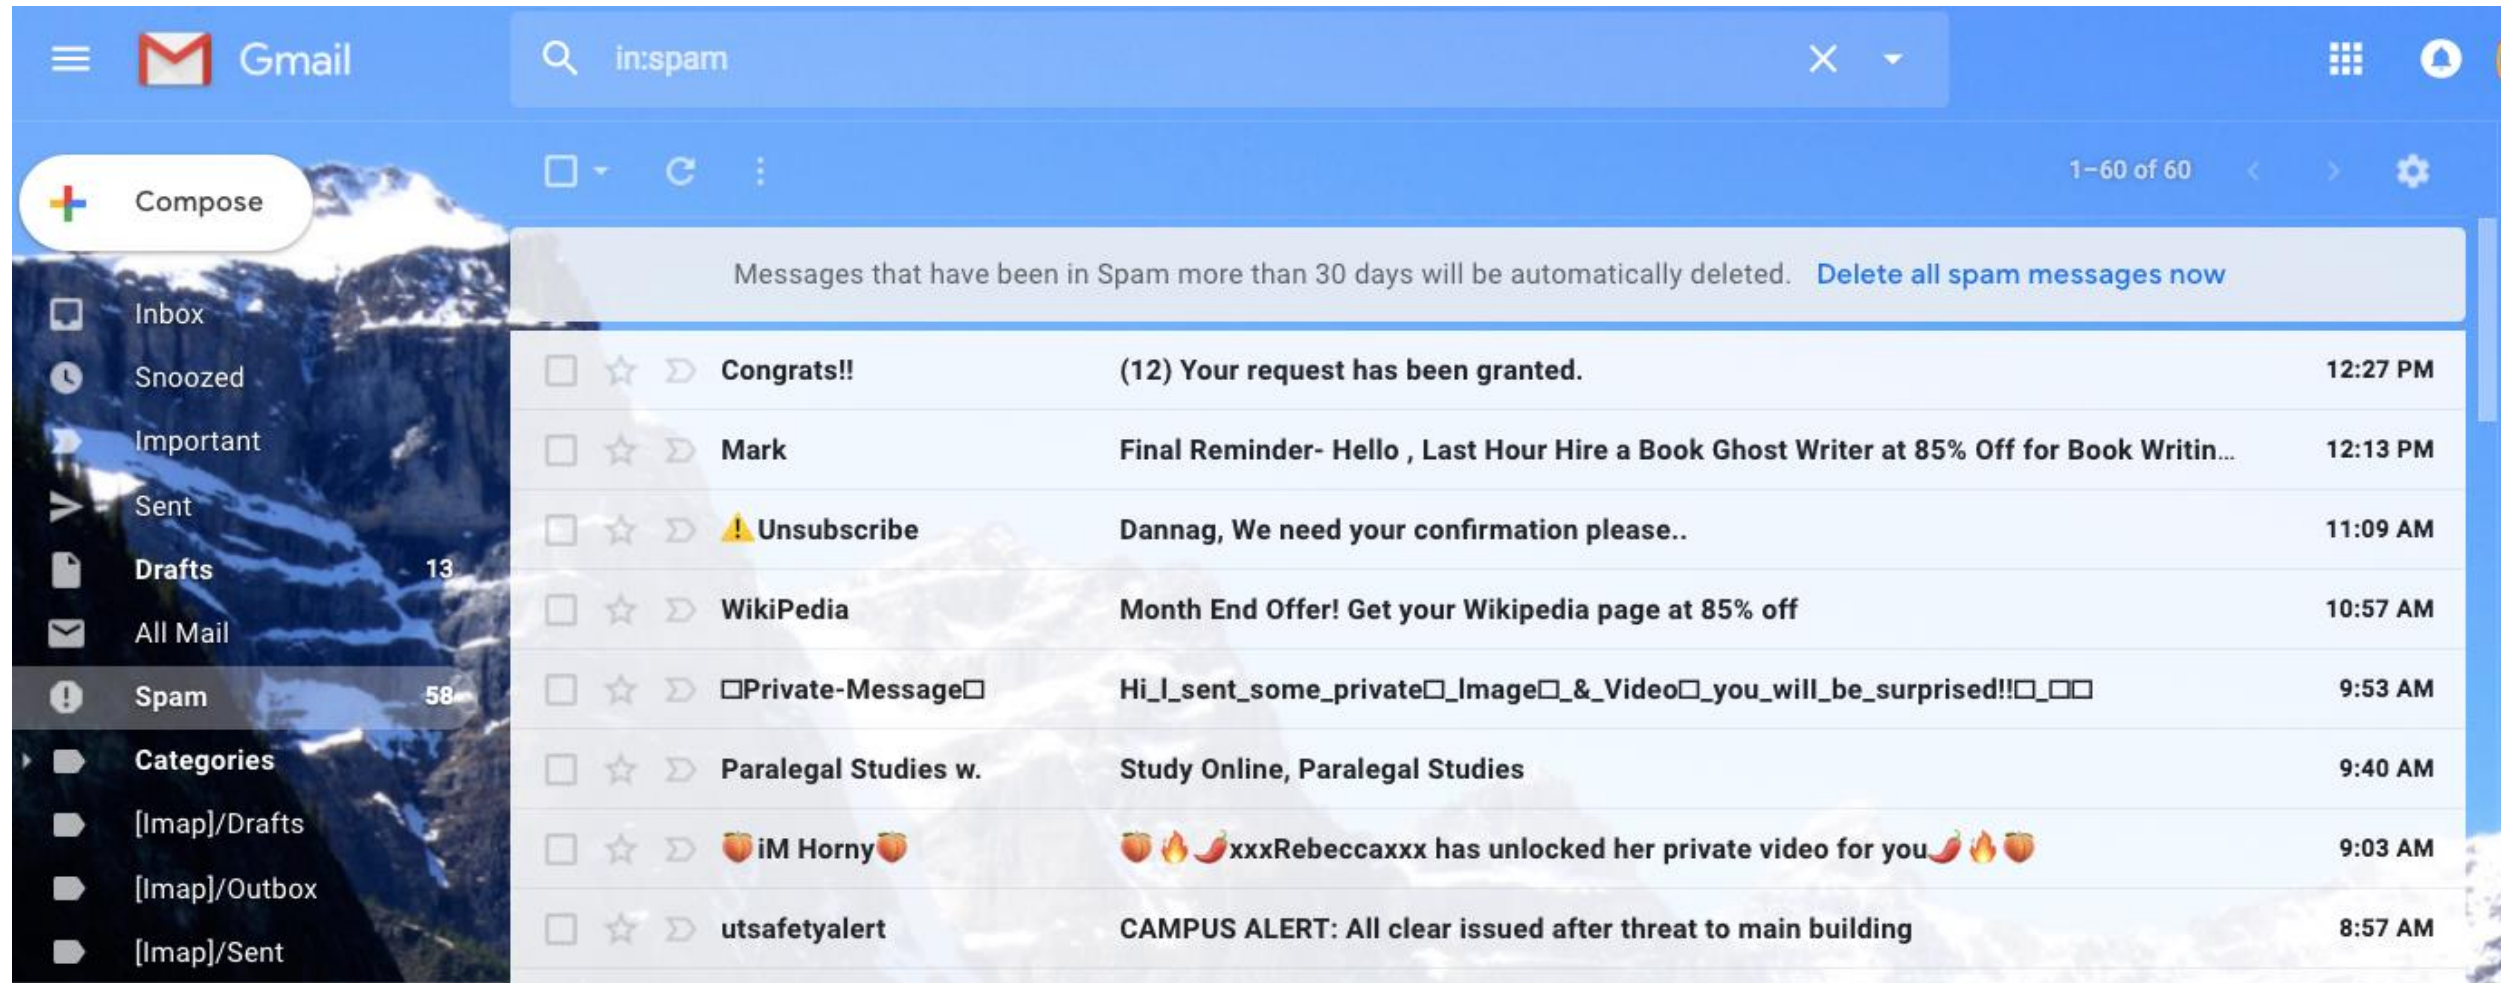 Gmail
in:spam
Compose
1–60 of 60
Messages that have been in Spam more than 30 days will be automatically deleted. Delete all spam messages now
Inbox
Snoozed
Important
Sent
Drafts 13
All Mail
Spam 58
Categories
[Imap]/Drafts
[Imap]/Outbox
[Imap]/Sent
Congrats!! (12) Your request has been granted. 12:27 PM
Mark Final Reminder- Hello , Last Hour Hire a Book Ghost Writer at 85% Off for Book Writin... 12:13 PM
⚠️Unsubscribe Dannag, We need your confirmation please.. 11:09 AM
WikiPedia Month End Offer! Get your Wikipedia page at 85% off 10:57 AM
□Private-Message□ Hi_I_sent_some_private□_Image□_&_Video□_you_will_be_surprised!!□_□□ 9:53 AM
Paralegal Studies w. Study Online, Paralegal Studies 9:40 AM
🍑iM Horny🍑 🍑🔥🌶️xxxRebeccaxxx has unlocked her private video for you🌶️🔥🍑 9:03 AM
utsafetyalert CAMPUS ALERT: All clear issued after threat to main building 8:57 AM